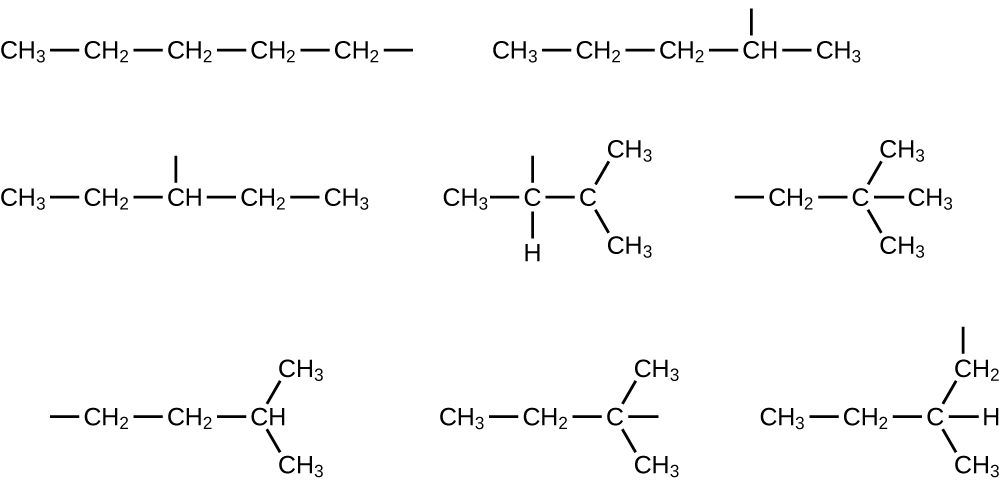 CH₃—CH₂—CH₂—CH₂—CH₂— CH₃—CH₂—CH₂—CH—CH₃
CH₃
CH₃—CH₂—CH—CH₂—CH₃ CH₃—C—C —CH₂—C—CH₃
H CH₃ CH₃
CH₃ CH₃ CH₂
—CH₂—CH₂—CH CH₃—CH₂—C— CH₃—CH₂—C—H
CH₃ CH₃ CH₃